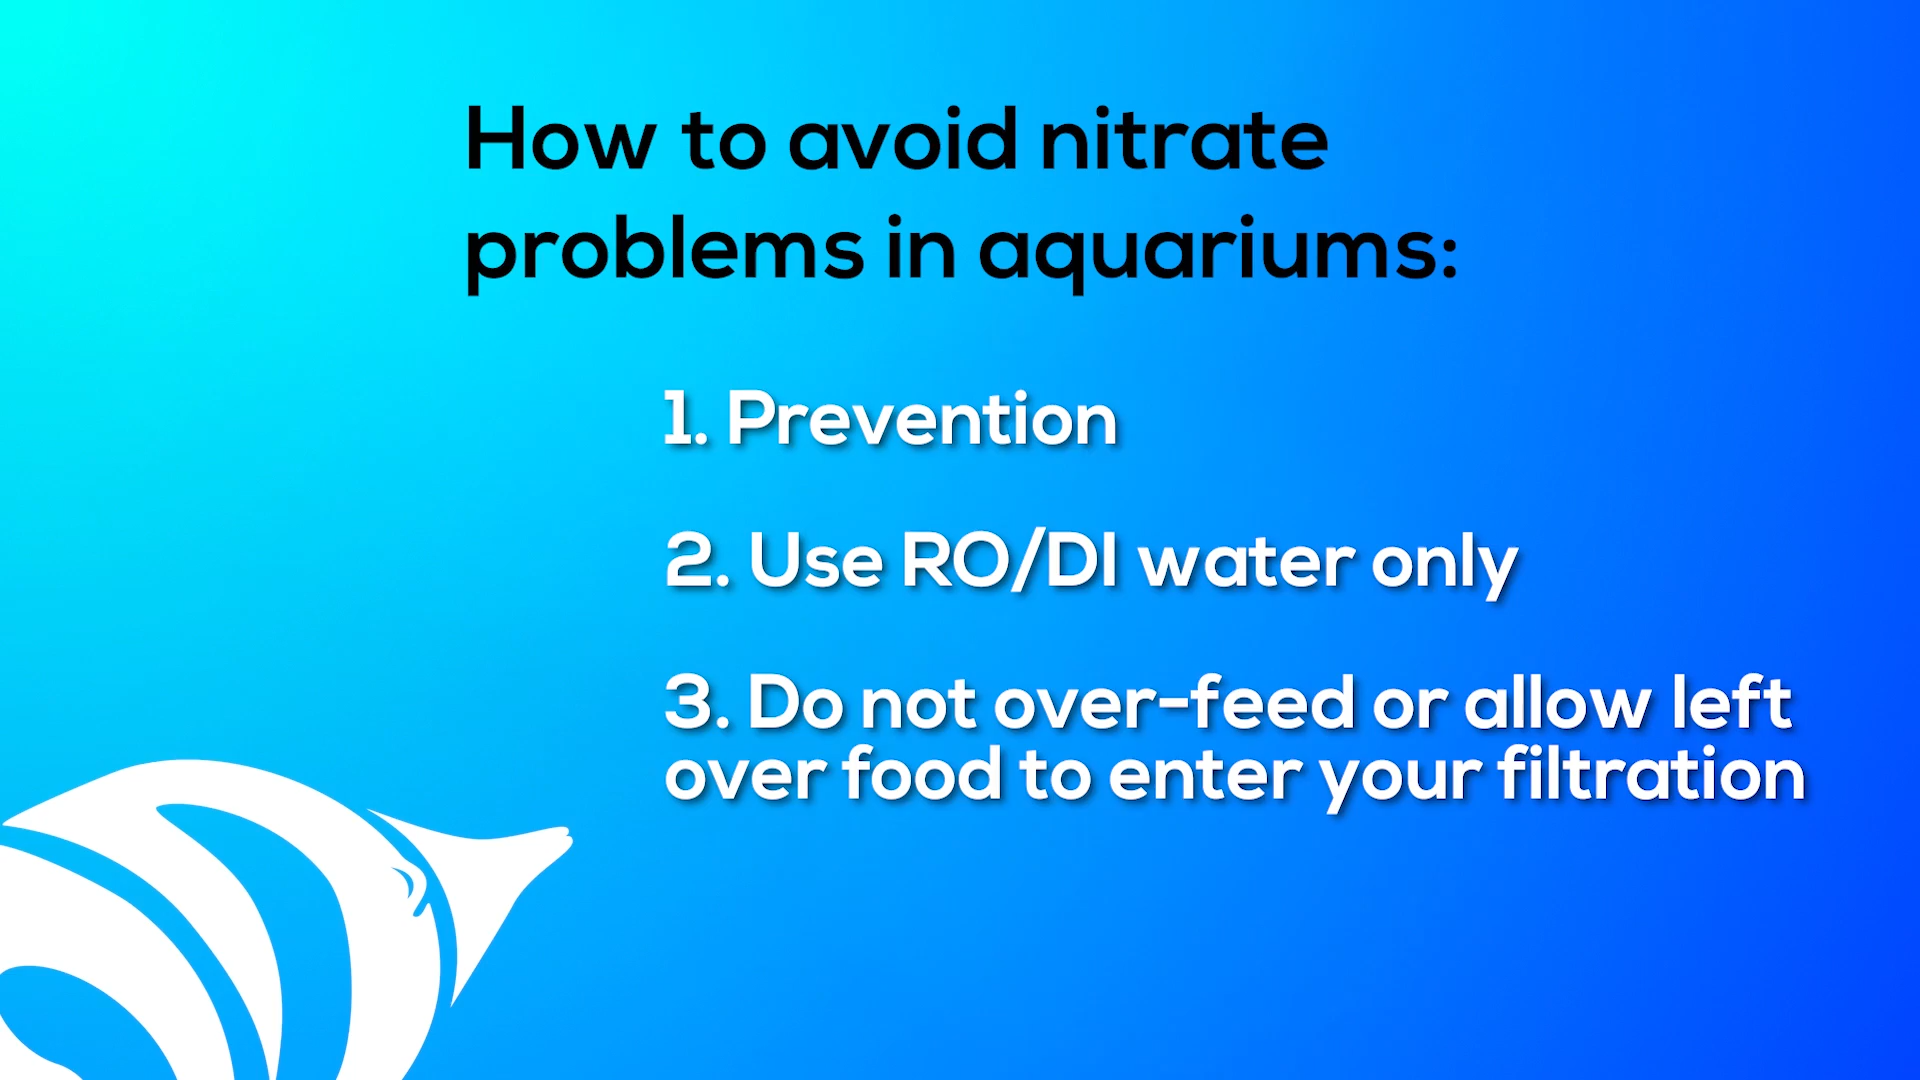 How to avoid nitrate
problems in aquariums:
1. Prevention
2. Use RO/DI water only
3. Do not over-feed or allow left
over food to enter your filtration